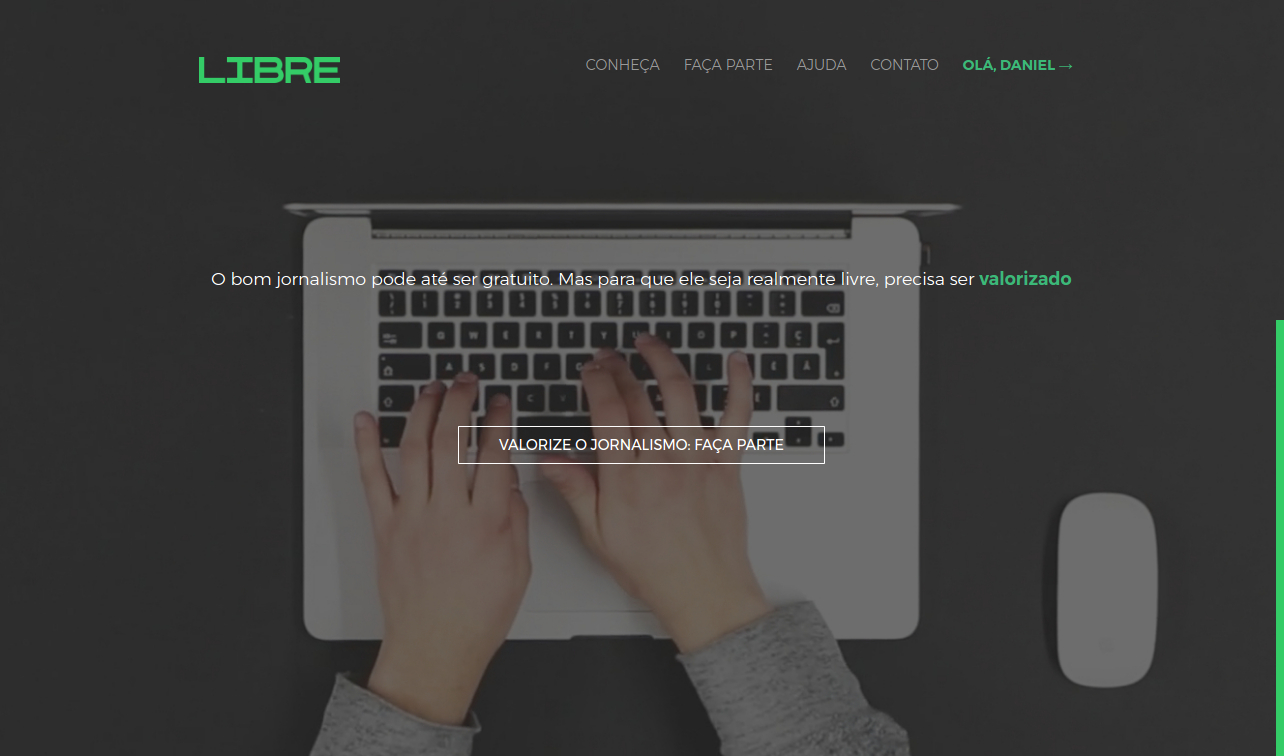 LIBRE
CONHEÇA FAÇA PARTE AJUDA CONTATO OLÁ, DANIEL →
O bom jornalismo pode até ser gratuito. Mas para que ele seja realmente livre, precisa ser valorizado
VALORIZE O JORNALISMO: FAÇA PARTE